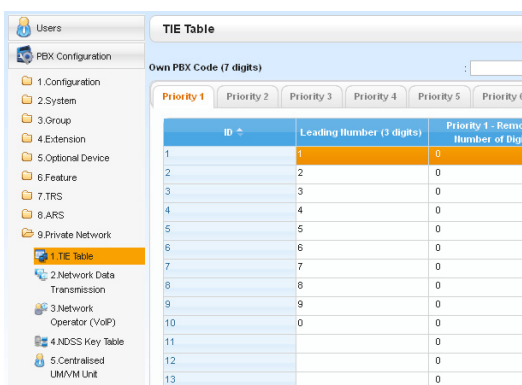 Users
PBX Configuration
1.Configuration
2.System
3.Group
4.Extension
5.Optional Device
6.Feature
7.TRS
8.ARS
9.Private Network
1.TIE Table
2.Network Data
Transmission
3.Network
Operator (VoIP)
4.NDSS Key Table
5.Centralised
UM/VM Unit
TIE Table
Own PBX Code (7 digits) :
Priority 1 Priority 2 Priority 3 Priority 4 Priority 5 Priority
ID Leading Number (3 digits) Priority 1 -
Number of
1 1 0
2 2 0
3 3 0
4 4 0
5 5 0
6 6 0
7 7 0
8 8 0
9 9 0
10 0 0
11 0
12 0
13 0